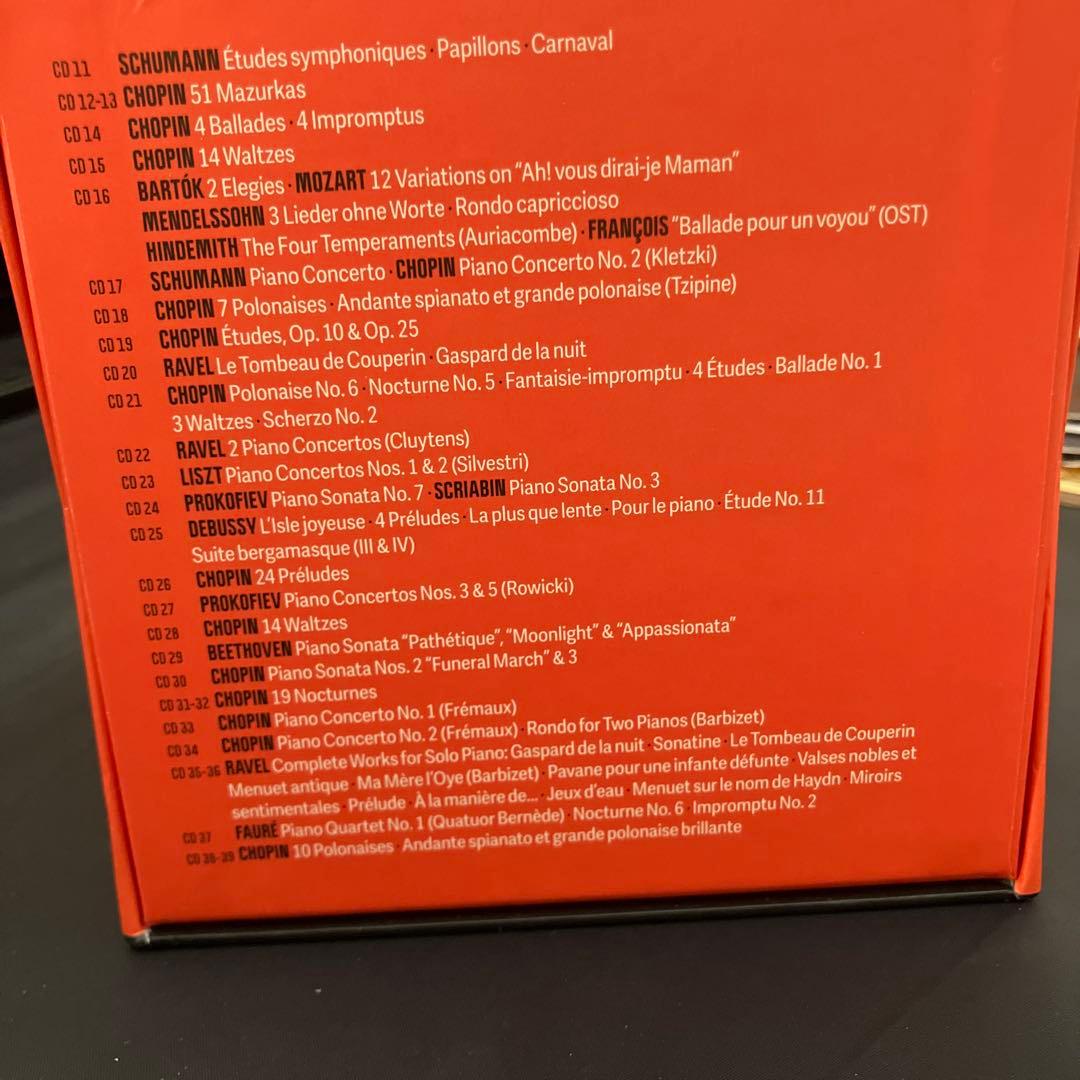 CD 11 SCHUMANN Études symphoniques · Papillons · Carnaval
CD 12-13 CHOPIN 51 Mazurkas
CD 14 CHOPIN 4 Ballades · 4 Impromptus
CD 15 CHOPIN 14 Waltzes
CD 16 BARTÓK 2 Elegies · MOZART 12 Variations on "Ah! vous dirai-je Maman"
MENDELSSOHN 3 Lieder ohne Worte · Rondo capriccioso
HINDEMITH The Four Temperaments (Auriacombe) · FRANÇOIS "Ballade pour un voyou" (OST)
CD 17 SCHUMANN Piano Concerto · CHOPIN Piano Concerto No. 2 (Kletzki)
CD 18 CHOPIN 7 Polonaises · Andante spianato et grande polonaise (Tzipine)
CD 19 CHOPIN Études, Op. 10 & Op. 25
CD 20 RAVEL Le Tombeau de Couperin · Gaspard de la nuit
CD 21 CHOPIN Polonaise No. 6 · Nocturne No. 5 · Fantaisie-impromptu · 4 Études · Ballade No. 1
3 Waltzes · Scherzo No. 2
CD 22 RAVEL 2 Piano Concertos (Cluytens)
CD 23 LISZT Piano Concertos Nos. 1 & 2 (Silvestri)
CD 24 PROKOFIEV Piano Sonata No. 7 · SCRIABIN Piano Sonata No. 3
CD 25 DEBUSSY L'Isle joyeuse · 4 Préludes · La plus que lente · Pour le piano · Étude No. 11
Suite bergamasque (III & IV)
CD 26 CHOPIN 24 Préludes
CD 27 PROKOFIEV Piano Concertos Nos. 3 & 5 (Rowicki)
CD 28 CHOPIN 14 Waltzes
CD 29 BEETHOVEN Piano Sonata "Pathétique", "Moonlight" & "Appassionata"
CD 30 CHOPIN Piano Sonata Nos. 2 "Funeral March" & 3
CD 31-32 CHOPIN 19 Nocturnes
CD 33 CHOPIN Piano Concerto No. 1 (Frémaux)
CD 34 CHOPIN Piano Concerto No. 2 (Frémaux) · Rondo for Two Pianos (Barbizet)
CD 35-36 RAVEL Complete Works for Solo Piano: Gaspard de la nuit · Sonatine · Le Tombeau de Couperin
Menuet antique · Ma Mère l'Oye (Barbizet) · Pavane pour une infante défunte · Valses nobles et
sentimentales · Prélude · À la manière de... · Jeux d'eau · Menuet sur le nom de Haydn · Miroirs
CD 37 FAURÉ Piano Quartet No. 1 (Quatuor Bernède) · Nocturne No. 6 · Impromptu No. 2
CD 38-39 CHOPIN 10 Polonaises · Andante spianato et grande polonaise brillante